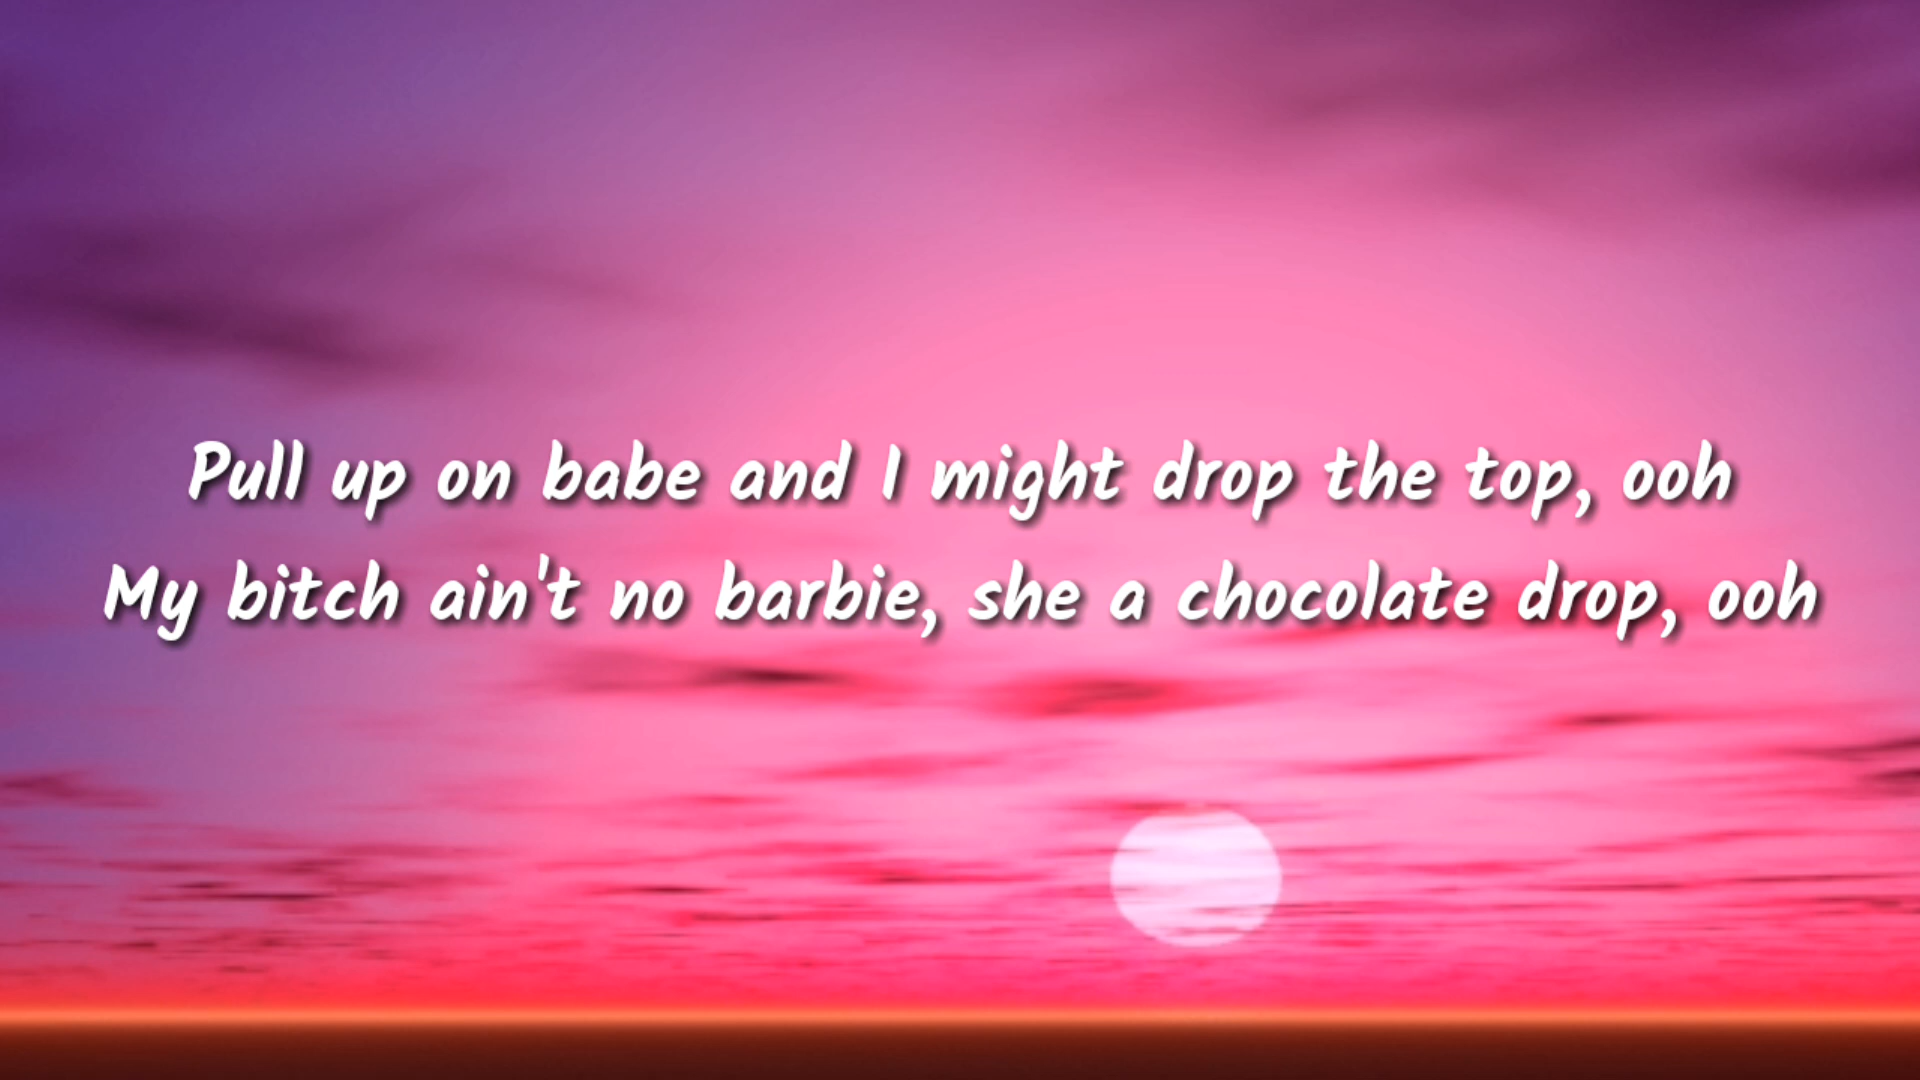 Pull up on babe and I might drop the top, ooh
My bitch ain't no barbie, she a chocolate drop, ooh